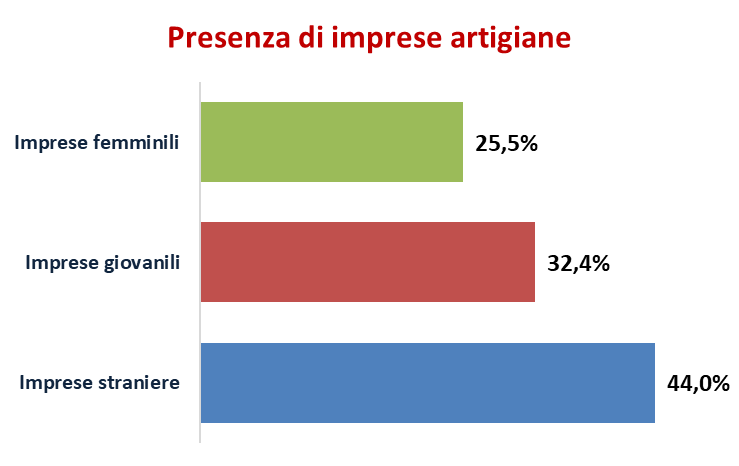 Presenza di imprese artigiane
Imprese femminili
25,5%
Imprese giovanili
32,4%
Imprese straniere
44,0%